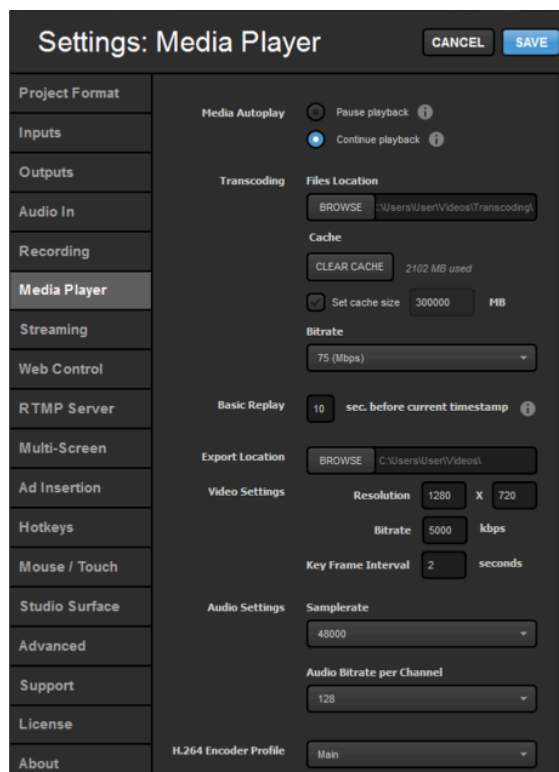 Settings: Media Player
CANCEL
SAVE
Project Format
Inputs
Outputs
Audio In
Recording
Media Player
Streaming
Web Control
RTMP Server
Multi-Screen
Ad Insertion
Hotkeys
Mouse / Touch
Studio Surface
Advanced
Support
License
About
Media Autoplay
Pause playback i
Continue playback i
Transcoding
Files Location
BROWSE :\Users\User\Videos\Transcoding\
Cache
CLEAR CACHE 2102 MB used
Set cache size 300000 MB
Bitrate
75 (Mbps)
Basic Replay 10 sec. before current timestamp i
Export Location BROWSE C:\Users\User\Videos\
Video Settings Resolution 1280 X 720
Bitrate 5000 kbps
Key Frame Interval 2 seconds
Audio Settings Samplerate
48000
Audio Bitrate per Channel
128
H.264 Encoder Profile Main